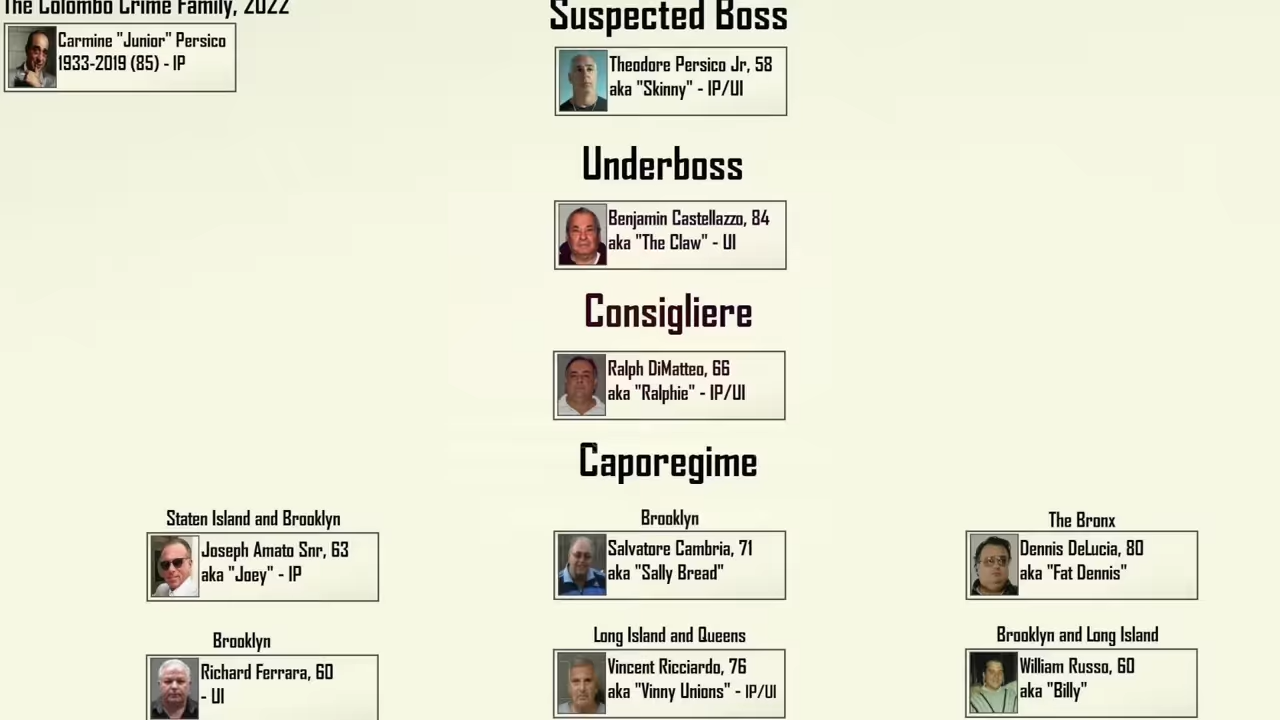 The Colombo Crime Family, 2022
Carmine "Junior" Persico
1933-2019 (85) - IP
Suspected Boss
Theodore Persico Jr, 58
aka "Skinny" - IP/UI
Underboss
Benjamin Castellazzo, 84
aka "The Claw" - UI
Consigliere
Ralph DiMatteo, 66
aka "Ralphie" - IP/UI
Caporegime
Staten Island and Brooklyn
Joseph Amato Snr, 63
aka "Joey" - IP
Brooklyn
Salvatore Cambria, 71
aka "Sally Bread"
The Bronx
Dennis DeLucia, 80
aka "Fat Dennis"
Brooklyn
Richard Ferrara, 60
- UI
Long Island and Queens
Vincent Ricciardo, 76
aka "Vinny Unions" - IP/UI
Brooklyn and Long Island
William Russo, 60
aka "Billy"